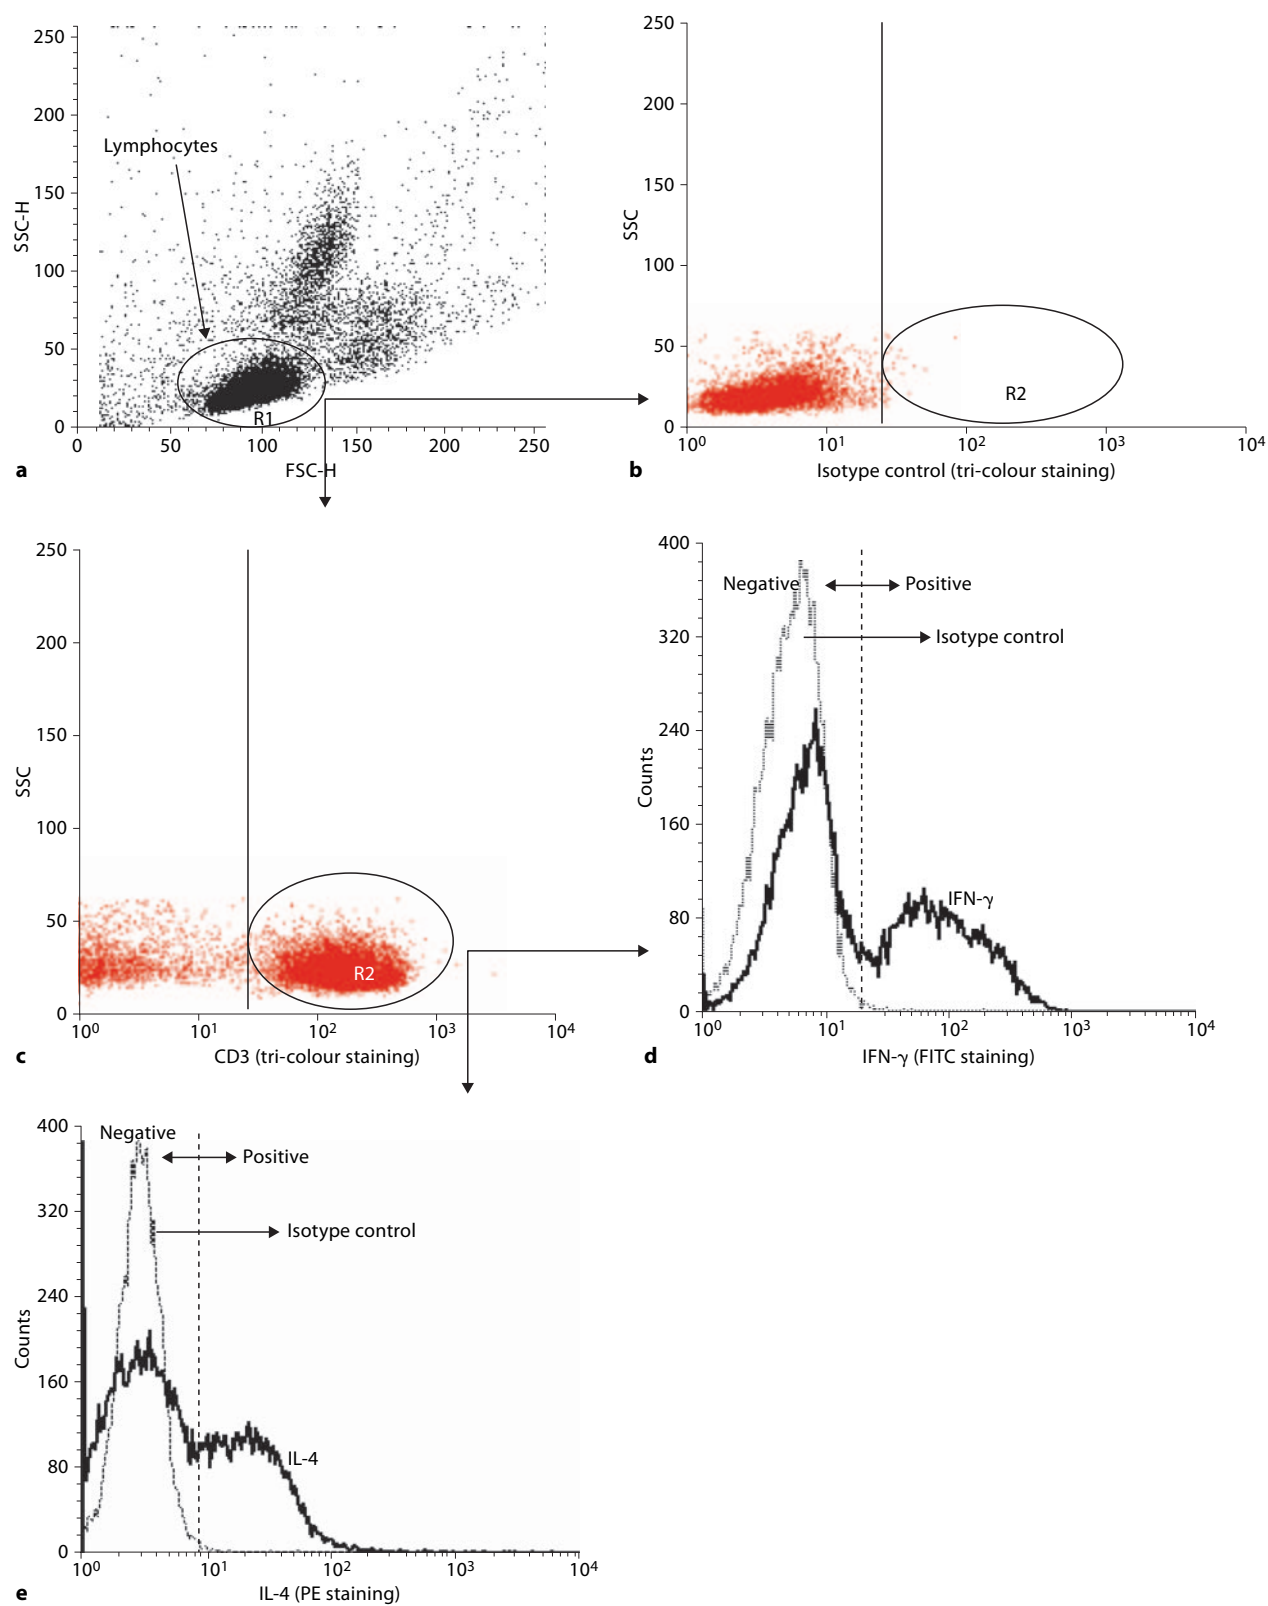 250
200
150
100
50
0
SSC-H
Lymphocytes
R1
0 50 100 150 200 250
FSC-H
a
250
200
150
100
50
0
SSC
R2
10⁰ 10¹ 10² 10³ 10⁴
Isotype control (tri-colour staining)
b
250
200
150
100
50
0
SSC
R2
10⁰ 10¹ 10² 10³ 10⁴
CD3 (tri-colour staining)
c
400
320
240
160
80
0
Counts
Negative
Positive
Isotype control
IFN-γ
10⁰ 10¹ 10² 10³ 10⁴
IFN-γ (FITC staining)
d
400
320
240
160
80
0
Counts
Negative
Positive
Isotype control
IL-4
10⁰ 10¹ 10² 10³ 10⁴
IL-4 (PE staining)
e